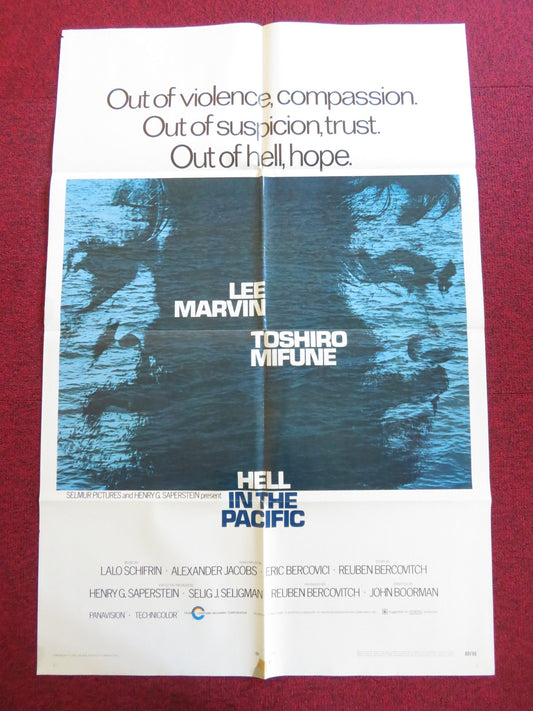 Out of violence, compassion.
Out of suspicion, trust.
Out of hell, hope.
LEE
MARVIN
TOSHIRO
MIFUNE
HELL
IN THE
PACIFIC
SELMUR PICTURES and HENRY G. SAPERSTEIN present
LALO SCHIFRIN · ALEXANDER JACOBS · ERIC BERCOVICI · REUBEN BERCOVITCH
HENRY G. SAPERSTEIN · SELIG J. SELIGMAN REUBEN BERCOVITCH · JOHN BOORMAN
PANAVISION · TECHNICOLOR